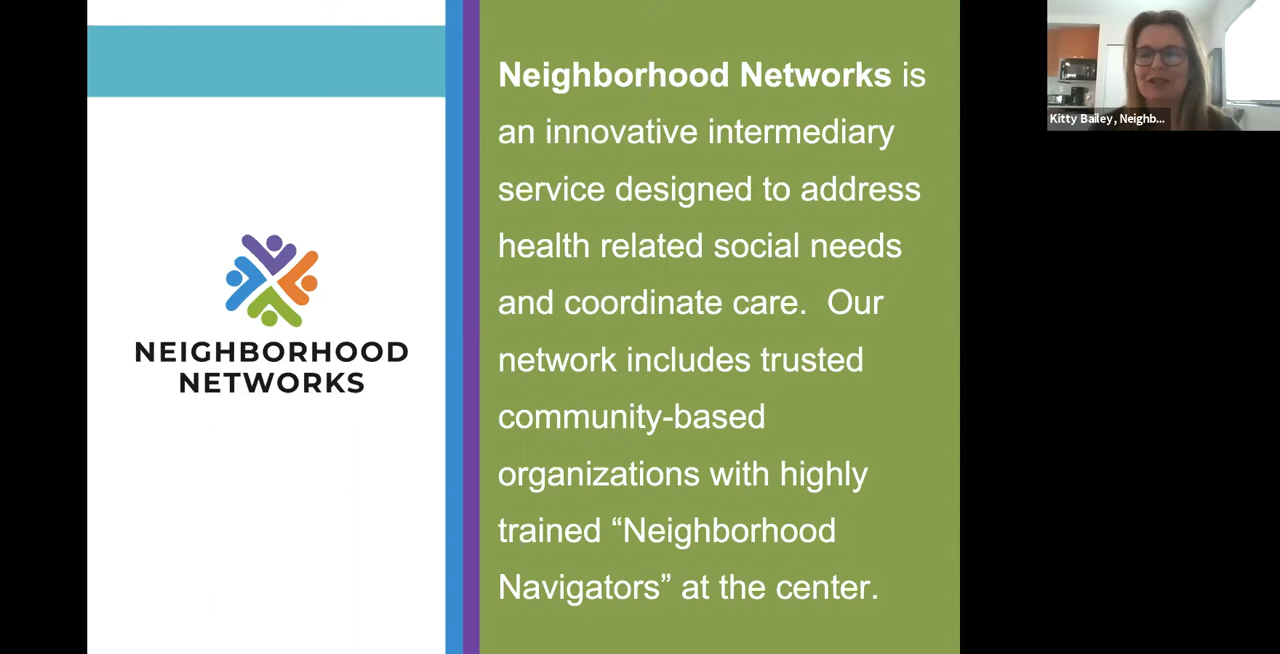 NEIGHBORHOOD
NETWORKS
Neighborhood Networks is
an innovative intermediary
service designed to address
health related social needs
and coordinate care.  Our
network includes trusted
community-based
organizations with highly
trained “Neighborhood
Navigators” at the center.
Kitty Bailey, Neighb...